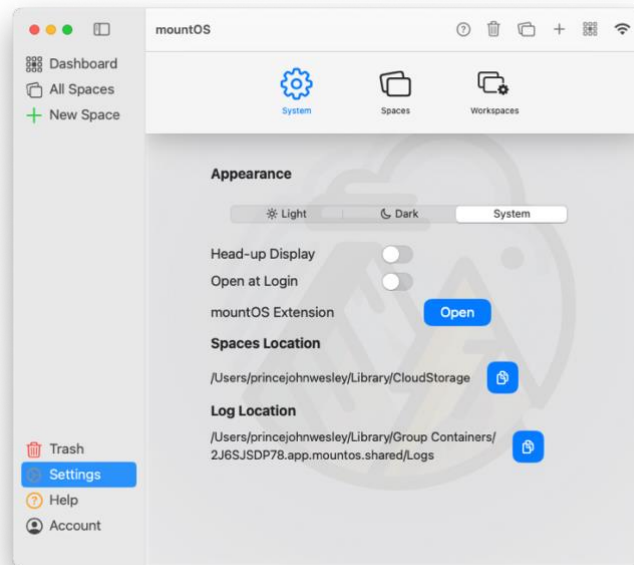 mountOS
Dashboard
All Spaces
New Space
System
Spaces
Workspaces
Appearance
Light
Dark
System
Head-up Display
Open at Login
mountOS Extension
Open
Spaces Location
/Users/princejohnwesley/Library/CloudStorage
Log Location
/Users/princejohnwesley/Library/Group Containers/
2J6SJSDP78.app.mountos.shared/Logs
Trash
Settings
Help
Account